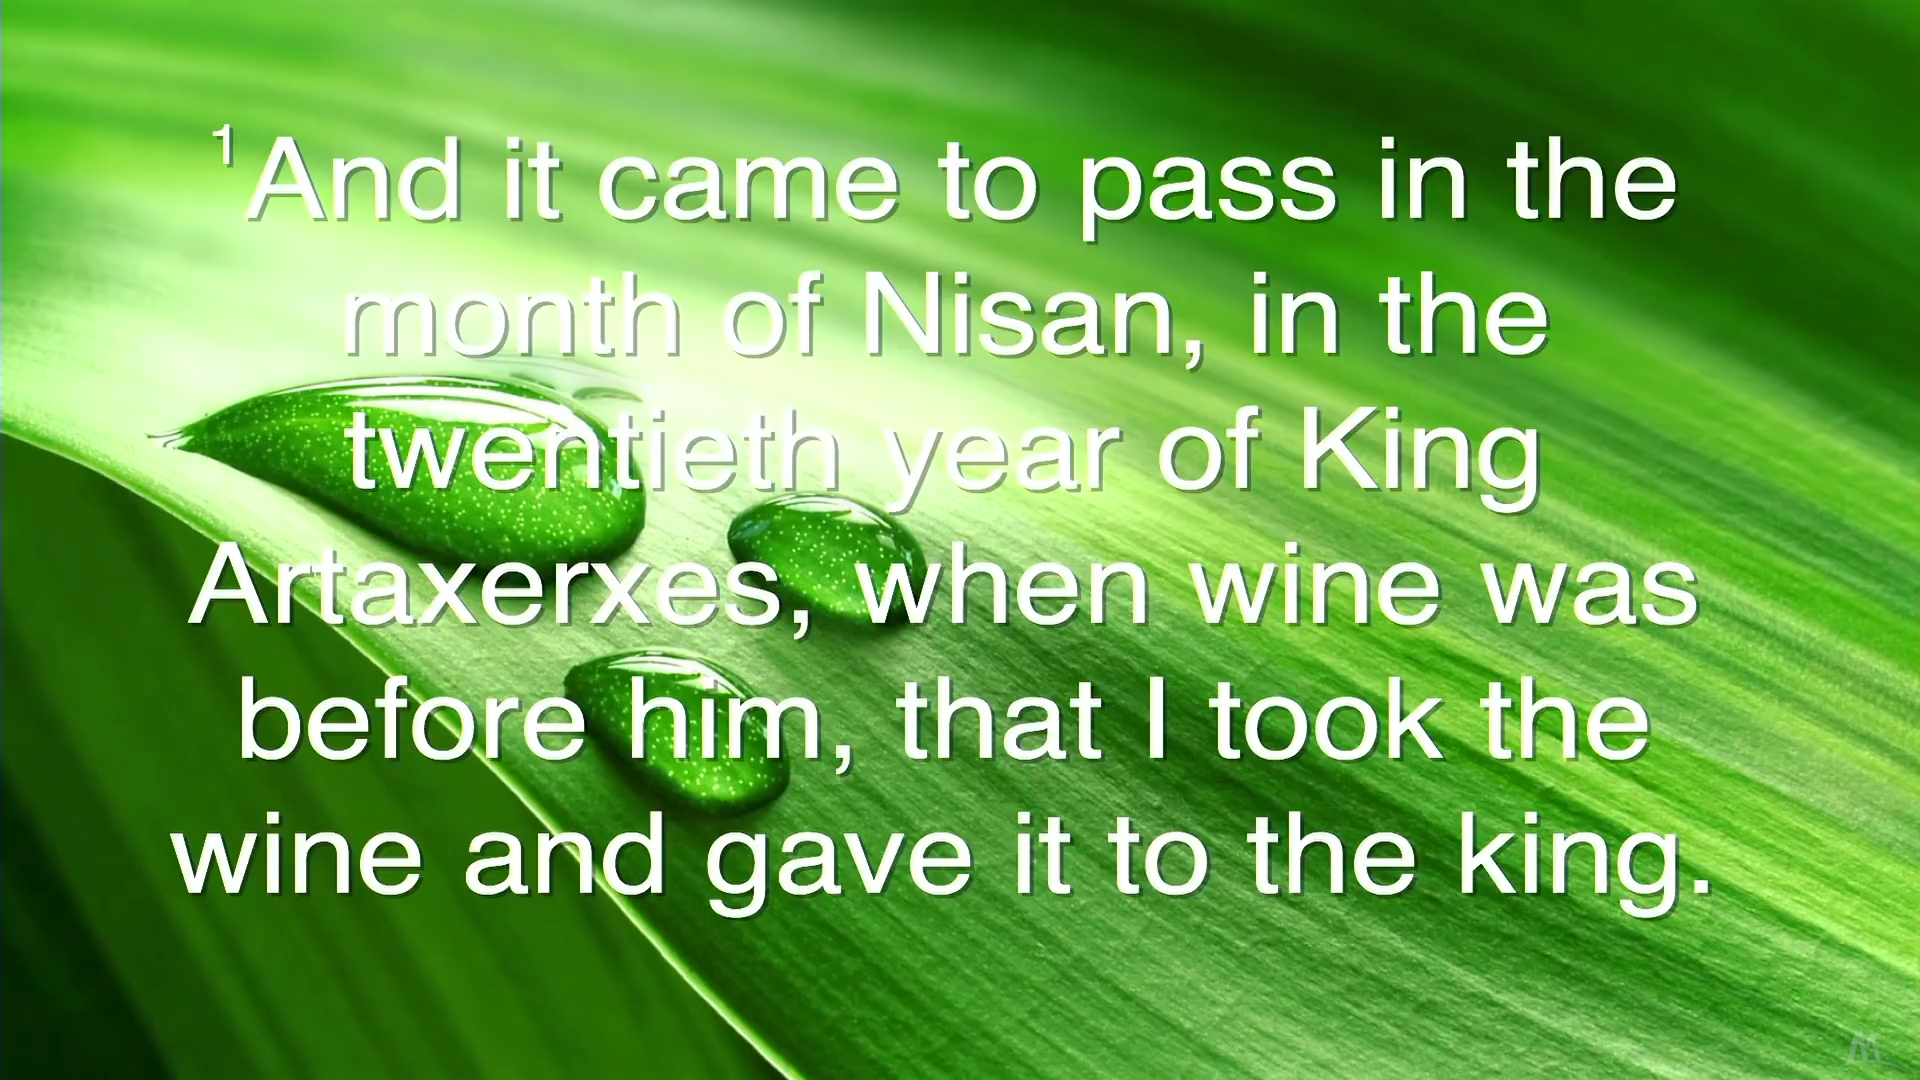 ¹And it came to pass in the
month of Nisan, in the
twentieth year of King
Artaxerxes, when wine was
before him, that I took the
wine and gave it to the king.